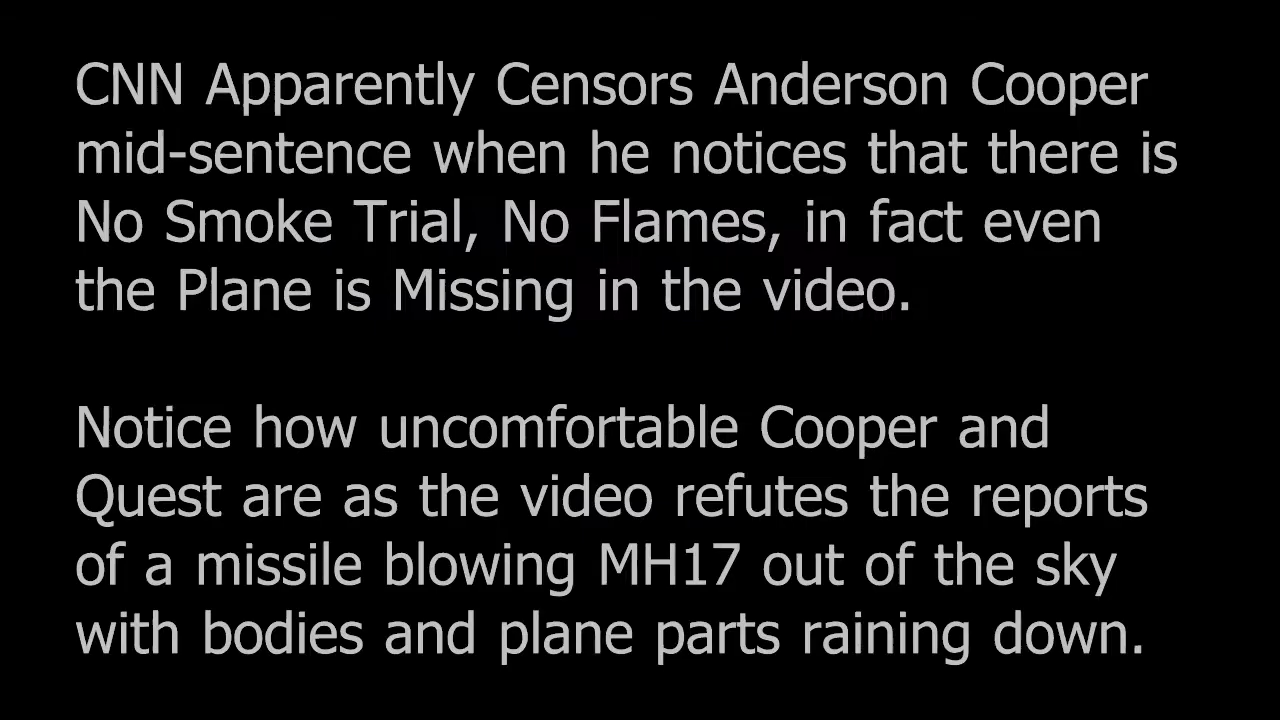 CNN Apparently Censors Anderson Cooper
mid-sentence when he notices that there is
No Smoke Trial, No Flames, in fact even
the Plane is Missing in the video.
Notice how uncomfortable Cooper and
Quest are as the video refutes the reports
of a missile blowing MH17 out of the sky
with bodies and plane parts raining down.